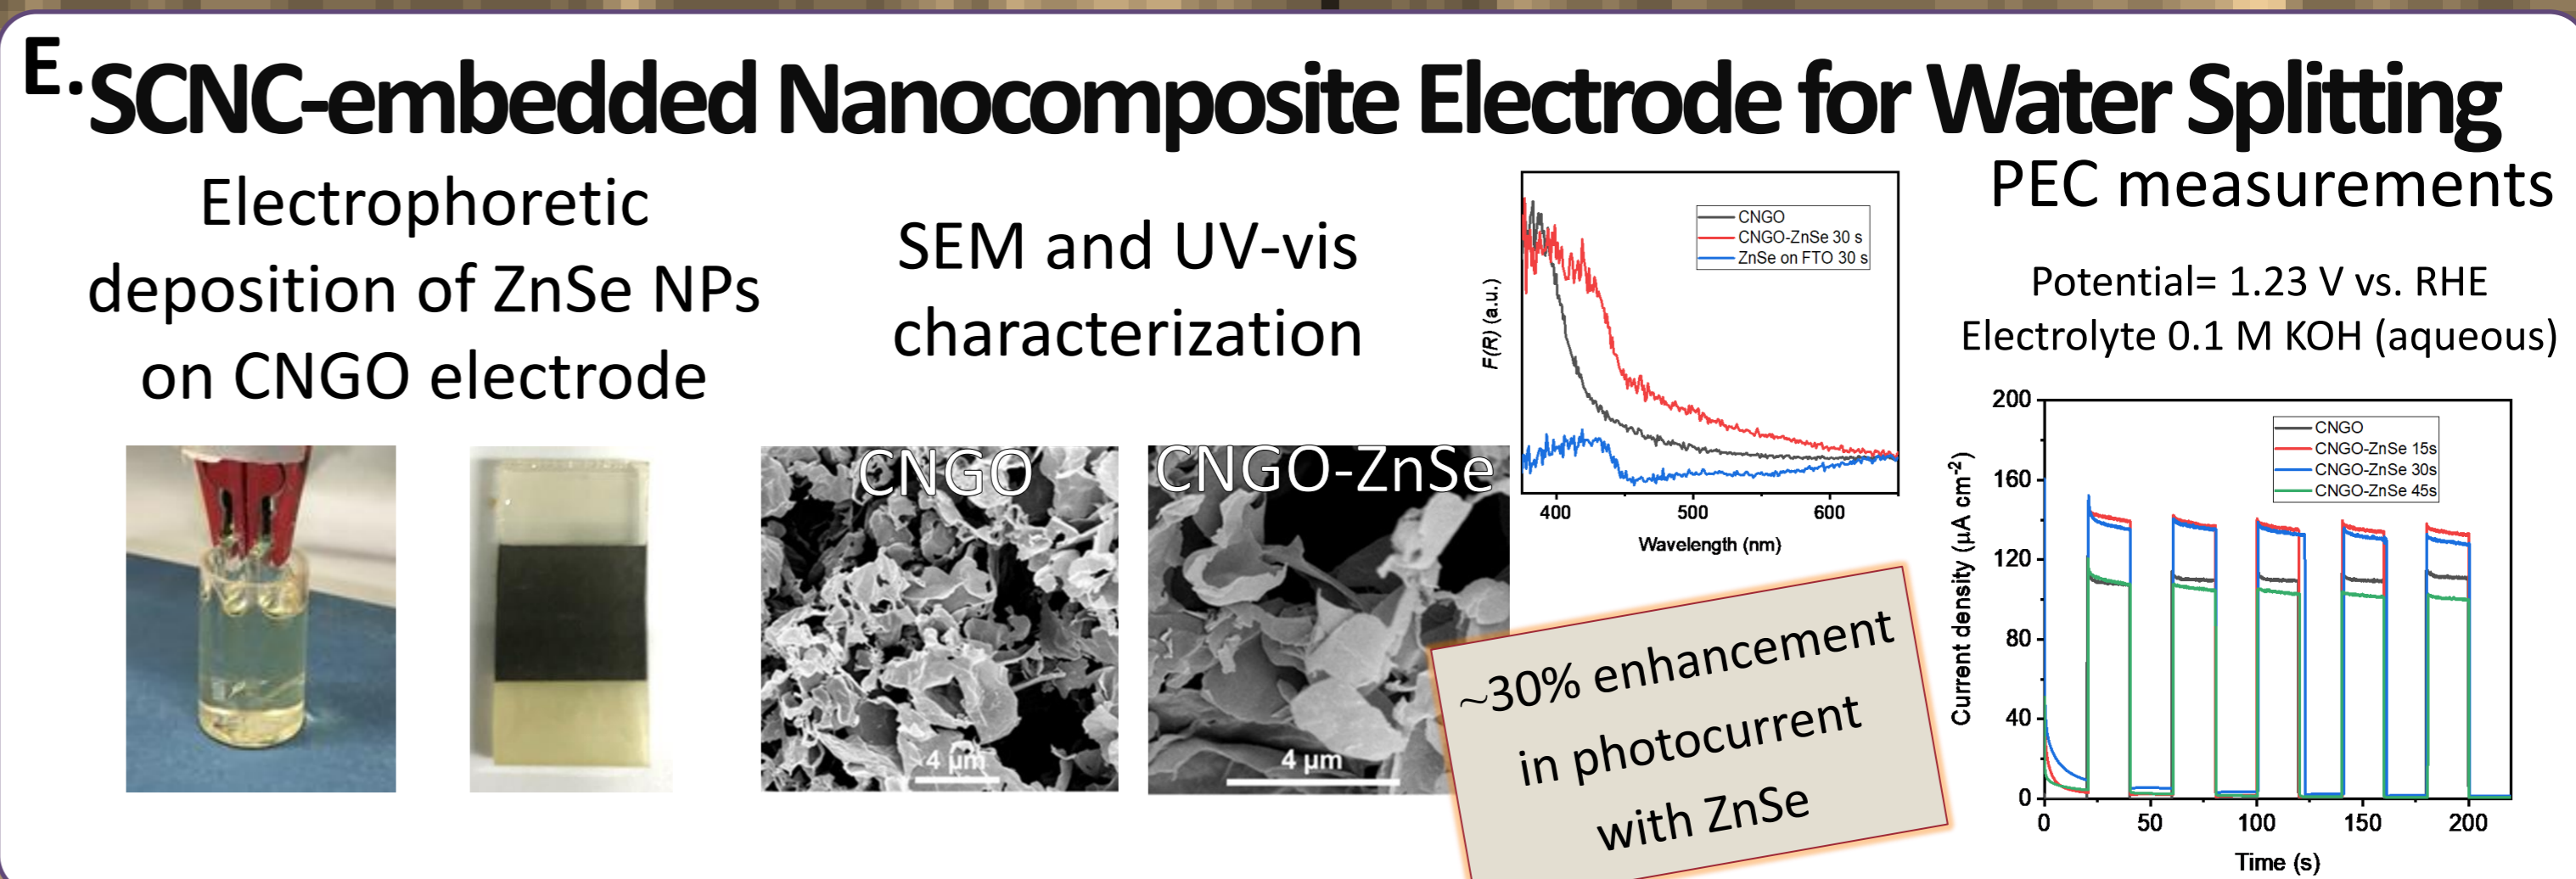 E. SCNC-embedded Nanocomposite Electrode for Water Splitting
Electrophoretic
deposition of ZnSe NPs
on CNGO electrode
SEM and UV-vis
characterization
CNGO
4 µm
CNGO-ZnSe
4 µm
F(R) (a.u.)
CNGO
CNGO-ZnSe 30 s
ZnSe on FTO 30 s
400 500 600
Wavelength (nm)
~30% enhancement
in photocurrent
with ZnSe
PEC measurements
Potential= 1.23 V vs. RHE
Electrolyte 0.1 M KOH (aqueous)
Current density (µA cm-2)
200
160
120
80
40
0
CNGO
CNGO-ZnSe 15s
CNGO-ZnSe 30s
CNGO-ZnSe 45s
0 50 100 150 200
Time (s)